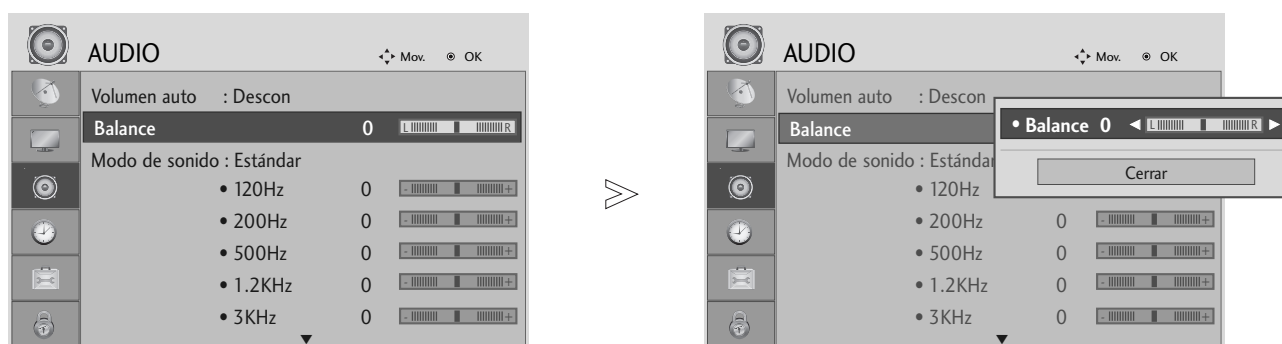 AUDIO
Mov. OK
Volumen auto : Descon
Balance 0 L R
Modo de sonido : Estándar
• 120Hz 0 - +
• 200Hz 0 - +
• 500Hz 0 - +
• 1.2KHz 0 - +
• 3KHz 0 - +
AUDIO
Mov. OK
Volumen auto : Descon
Balance
Modo de sonido : Estándar
• 120Hz
• 200Hz 0 - +
• 500Hz 0 - +
• 1.2KHz 0 - +
• 3KHz 0 - +
• Balance 0 L R
Cerrar